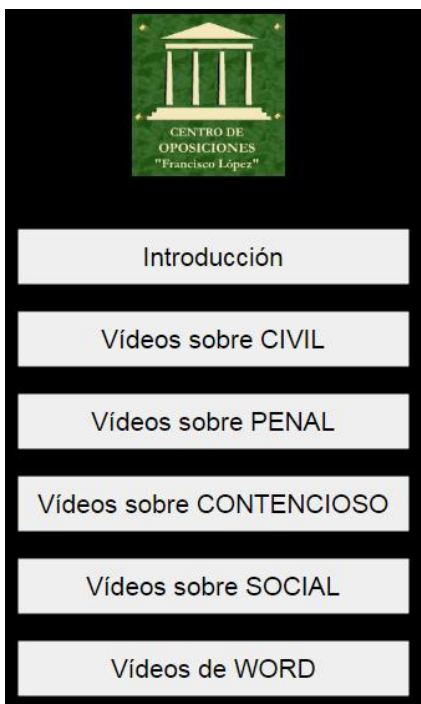 CENTRO DE
OPOSICIONES
"Francisco López"
Introducción
Vídeos sobre CIVIL
Vídeos sobre PENAL
Vídeos sobre CONTENCIOSO
Vídeos sobre SOCIAL
Vídeos de WORD